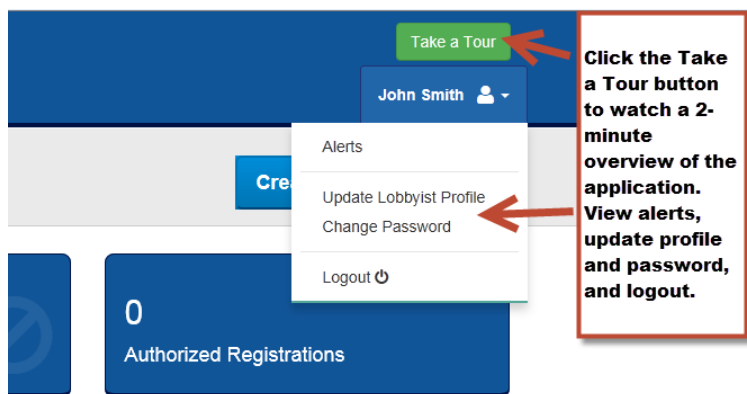 Take a Tour
John Smith
Alerts
Update Lobbyist Profile
Change Password
Logout
0
Authorized Registrations
Click the Take
a Tour button
to watch a 2-
minute
overview of the
application.
View alerts,
update profile
and password,
and logout.